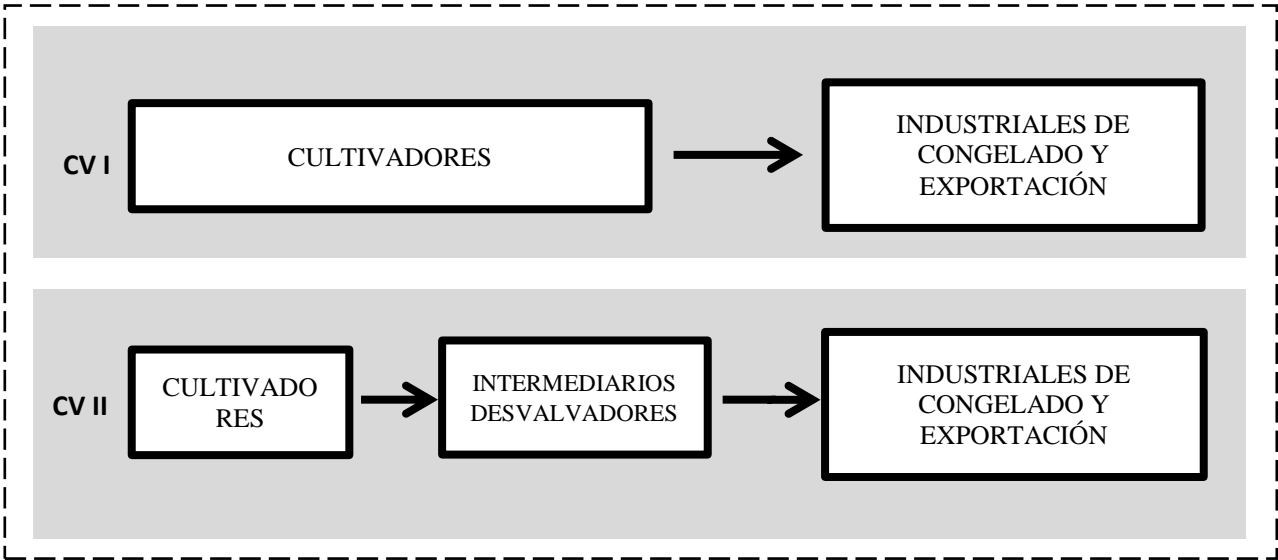 CV I
CULTIVADORES
INDUSTRIALES DE
CONGELADO Y
EXPORTACIÓN
CV II
CULTIVADO
RES
INTERMEDIARIOS
DESVALVADORES
INDUSTRIALES DE
CONGELADO Y
EXPORTACIÓN